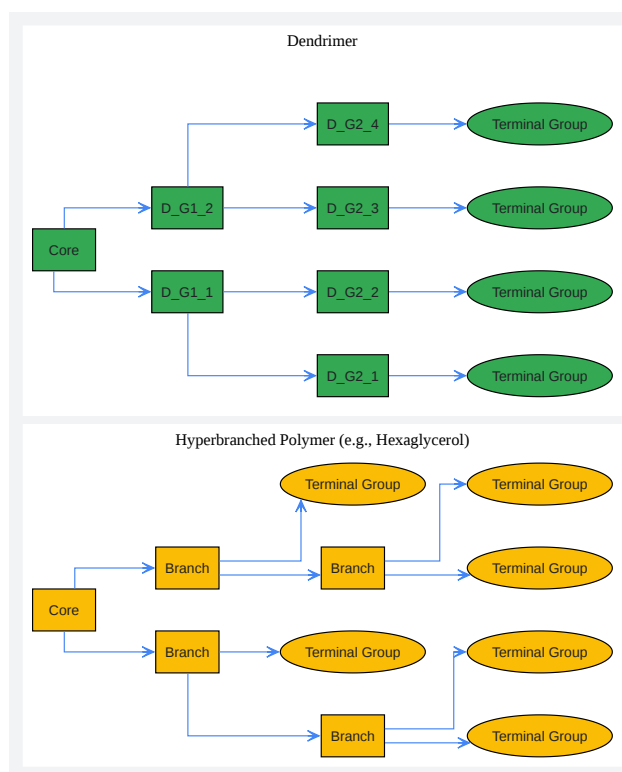 Dendrimer
D_G2_4
Terminal Group
D_G1_2
D_G2_3
Terminal Group
Core
D_G1_1
D_G2_2
Terminal Group
D_G2_1
Terminal Group
Hyperbranched Polymer (e.g., Hexaglycerol)
Terminal Group
Terminal Group
Branch
Branch
Terminal Group
Core
Branch
Terminal Group
Terminal Group
Branch
Terminal Group